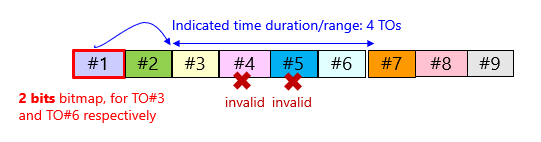 Indicated time duration/range: 4 TOs
#1 #2 #3 #4 #5 #6 #7 #8 #9
2 bits bitmap, for TO#3
and TO#6 respectively
invalid invalid